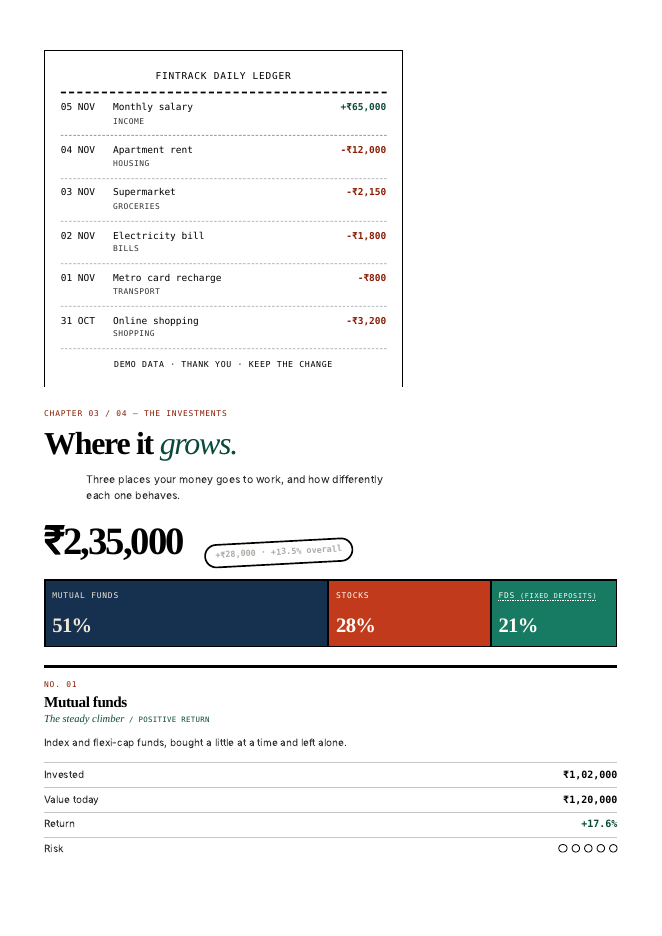 FINTRACK DAILY LEDGER
05 NOV Monthly salary +₹65,000
INCOME
04 NOV Apartment rent -₹12,000
HOUSING
03 NOV Supermarket -₹2,150
GROCERIES
02 NOV Electricity bill -₹1,800
BILLS
01 NOV Metro card recharge -₹800
TRANSPORT
31 OCT Online shopping -₹3,200
SHOPPING
DEMO DATA · THANK YOU · KEEP THE CHANGE
CHAPTER 03 / 04 — THE INVESTMENTS
Where it grows.
Three places your money goes to work, and how differently
each one behaves.
₹2,35,000
+₹28,000 · +13.5% overall
MUTUAL FUNDS STOCKS FDS (FIXED DEPOSITS)
51% 28% 21%
NO. 01
Mutual funds
The steady climber / POSITIVE RETURN
Index and flexi-cap funds, bought a little at a time and left alone.
Invested ₹1,02,000
Value today ₹1,20,000
Return +17.6%
Risk